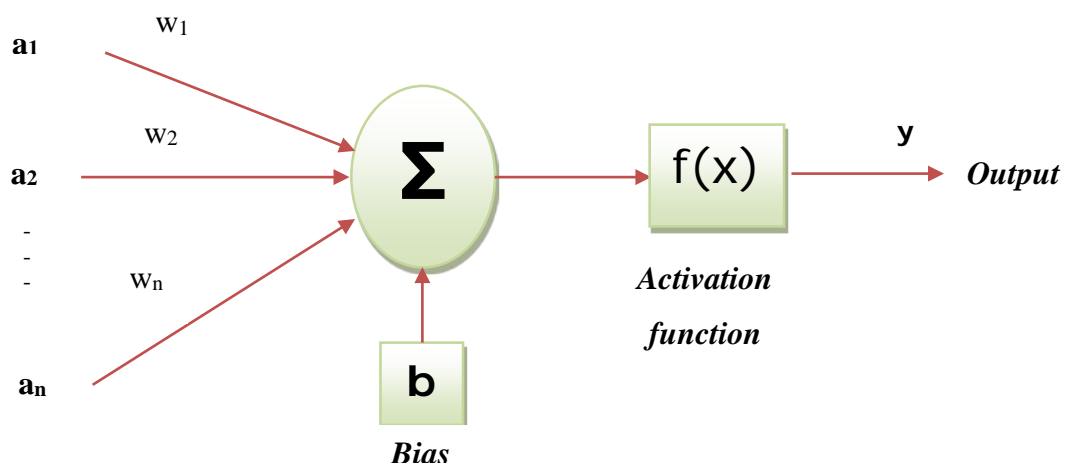 w1
a1
w2
a2
Σ
f(x)
y
Output
-
-
-
wn
Activation
function
an
b
Bias